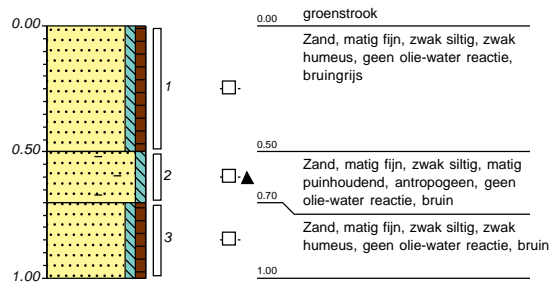 0.00
0.00
groenstrook
Zand, matig fijn, zwak siltig, zwak
humeus, geen olie-water reactie,
bruingrijs
1
0.50
0.50
Zand, matig fijn, zwak siltig, matig
puinhoudend, antropogeen, geen
olie-water reactie, bruin
2
0.70
Zand, matig fijn, zwak siltig, zwak
humeus, geen olie-water reactie, bruin
3
1.00
1.00